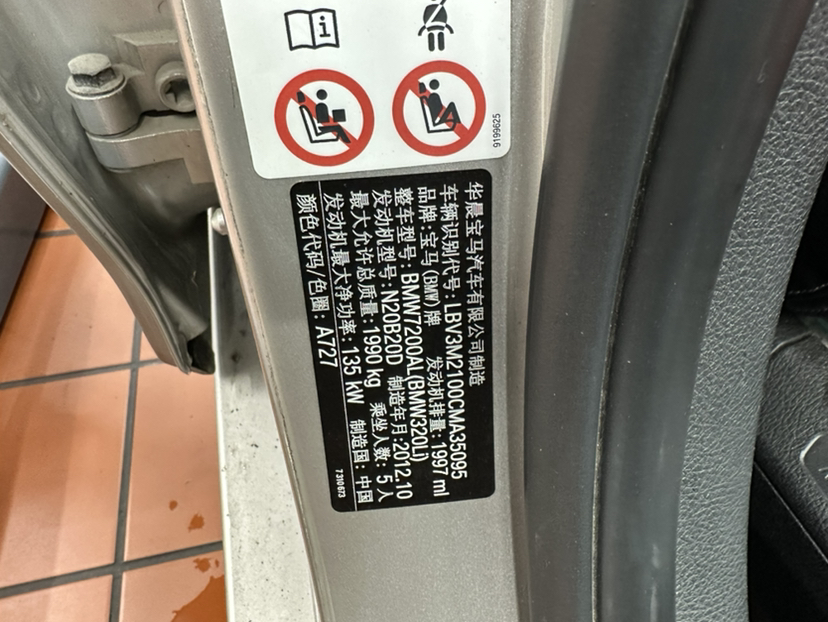 9199625
华晨宝马汽车有限公司制造
车辆识别代号:LBV3M2100CMA35095
品牌:宝马(BMW)牌 发动机排量:1997 ml
整车型号:BMW7200AL(BMW320Li)
发动机型号:N20B20D 制造年月:2012.10
最大允许总质量:1990 kg 乘坐人数:5人
发动机最大净功率:135 kW 制造国:中国
颜色代码/色圈:A727
7310673